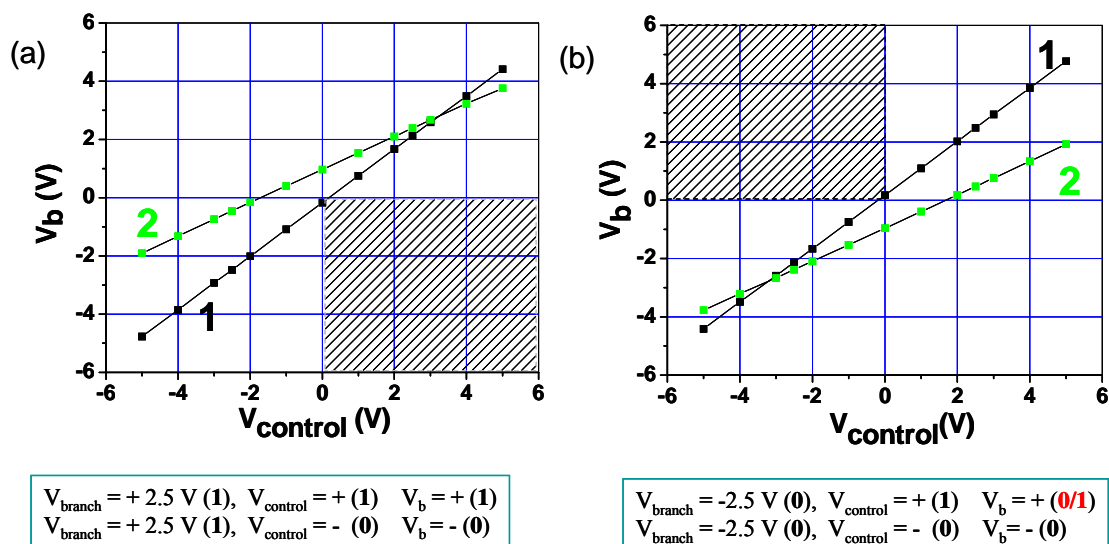 (a)
6
4
2
0
-2
-4
-6
-6 -4 -2 0 2 4 6
V_b (V)
V_control (V)
2
1
(b)
6
4
2
0
-2
-4
-6
-6 -4 -2 0 2 4 6
V_b (V)
V_control(V)
1
2
V_branch = + 2.5 V (1), V_control = + (1) V_b = + (1)
V_branch = + 2.5 V (1), V_control = - (0) V_b = - (0)
V_branch = -2.5 V (0), V_control = + (1) V_b = + (0/1)
V_branch = -2.5 V (0), V_control = - (0) V_b = - (0)